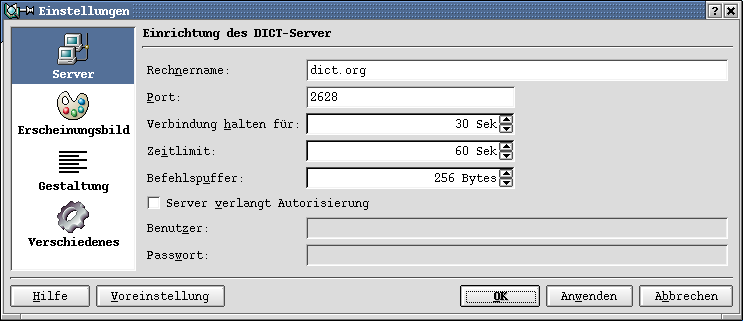 Einstellungen
Server
Erscheinungsbild
Gestaltung
Verschiedenes
Einrichtung des DICT-Server
Rechnername: dict.org
Port: 2628
Verbindung halten für: 30 Sek
Zeitlimit: 60 Sek
Befehlspuffer: 256 Bytes
Server verlangt Autorisierung
Benutzer:
Passwort:
Hilfe Voreinstellung OK Anwenden Abbrechen